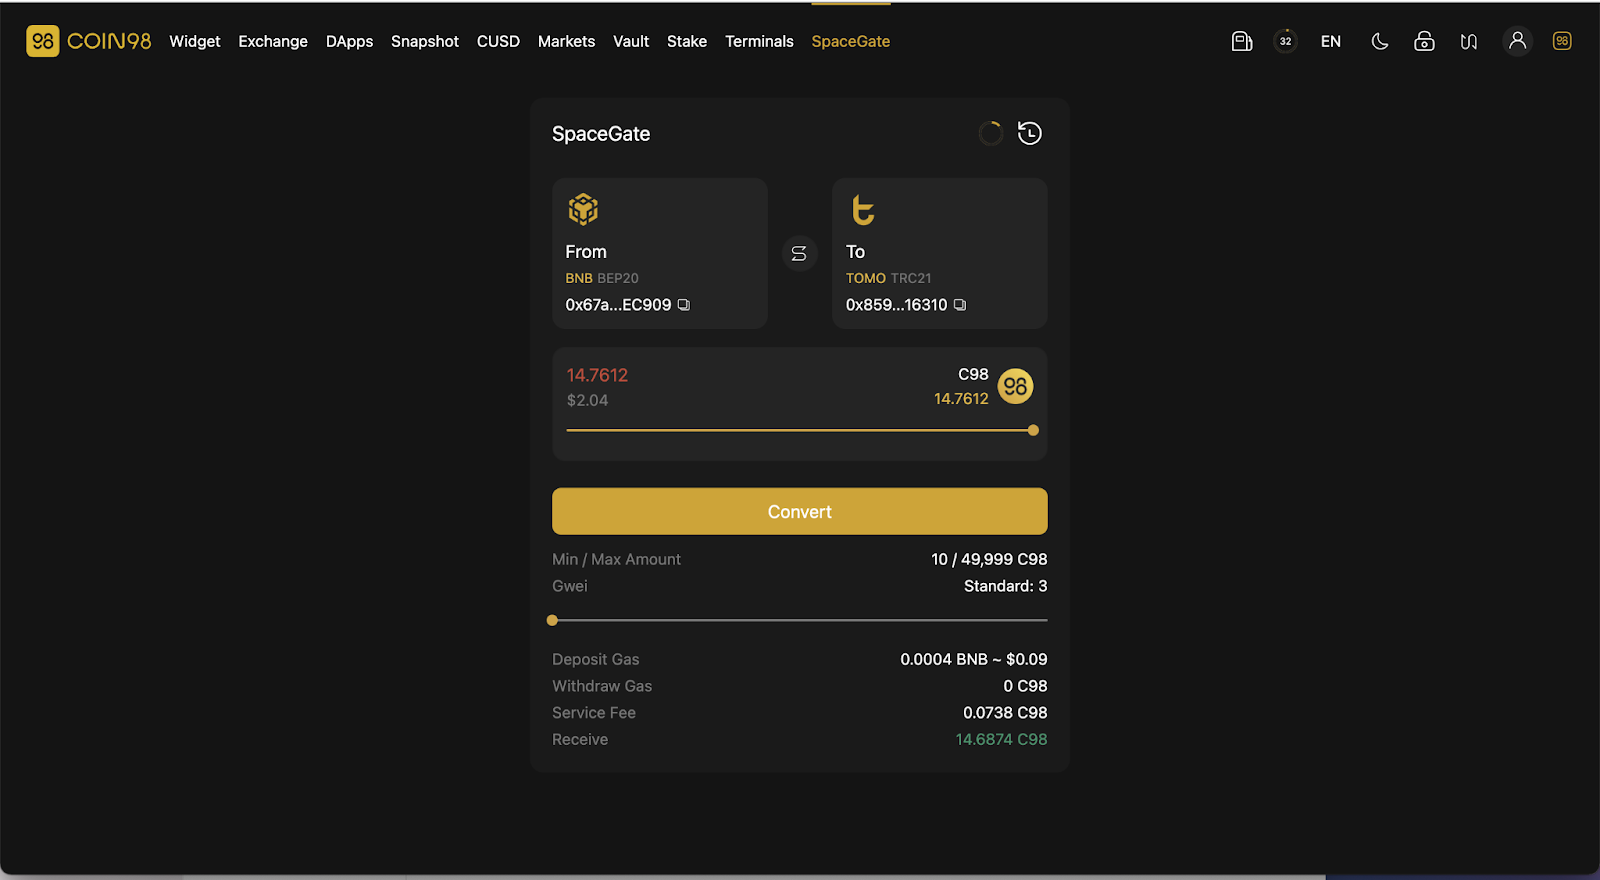 98 COIN98 Widget Exchange DApps Snapshot CUSD Markets Vault Stake Terminals SpaceGate 32 EN 98
SpaceGate
From
BNB BEP20
0x67a...EC909
To
TOMO TRC21
0x859...16310
14.7612
$2.04
C98
14.7612
98
Convert
Min / Max Amount 10 / 49,999 C98
Gwei Standard: 3
Deposit Gas 0.0004 BNB ~ $0.09
Withdraw Gas 0 C98
Service Fee 0.0738 C98
Receive 14.6874 C98